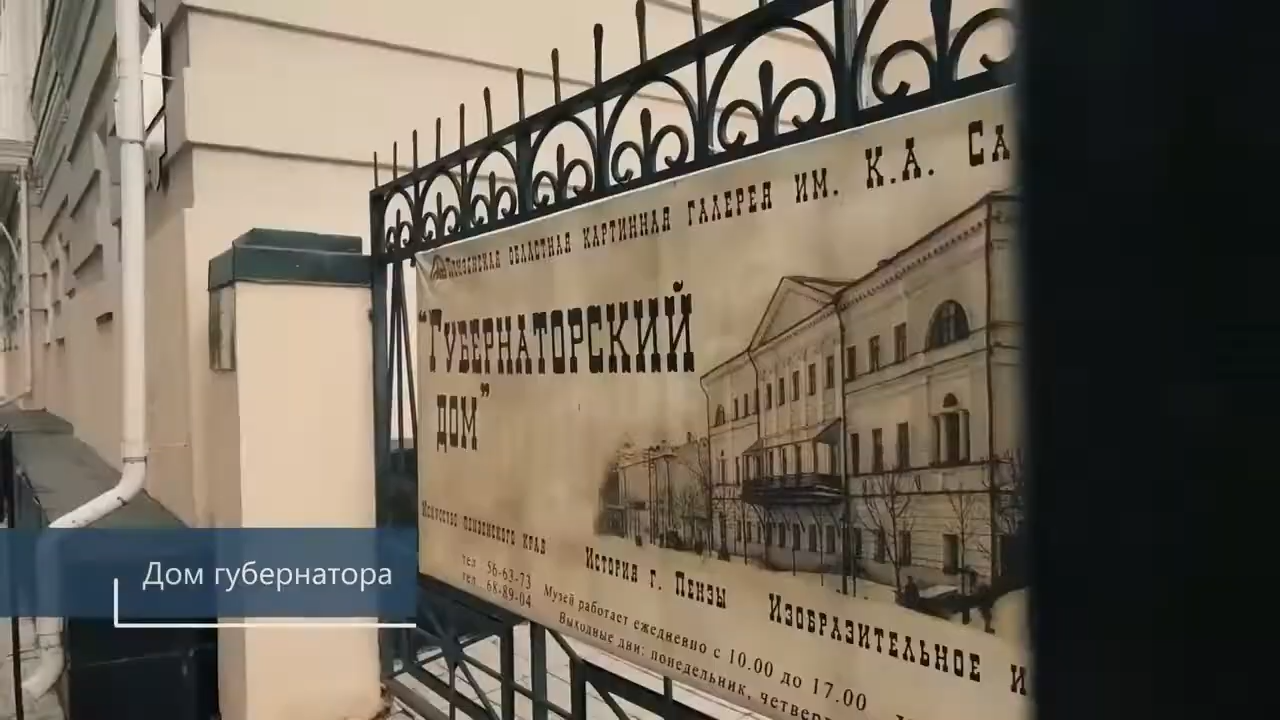 Пензенская областная картинная галерея им. К.А. Са
"Губернаторский
дом"
Искусство пензенского края
История г. Пензы
Изобразительное и
тел. 56-63-73
тел. 68-89-04
Музей работает ежедневно с 10.00 до 17.00
Выходные дни: понедельник, четвер
Дом губернатора